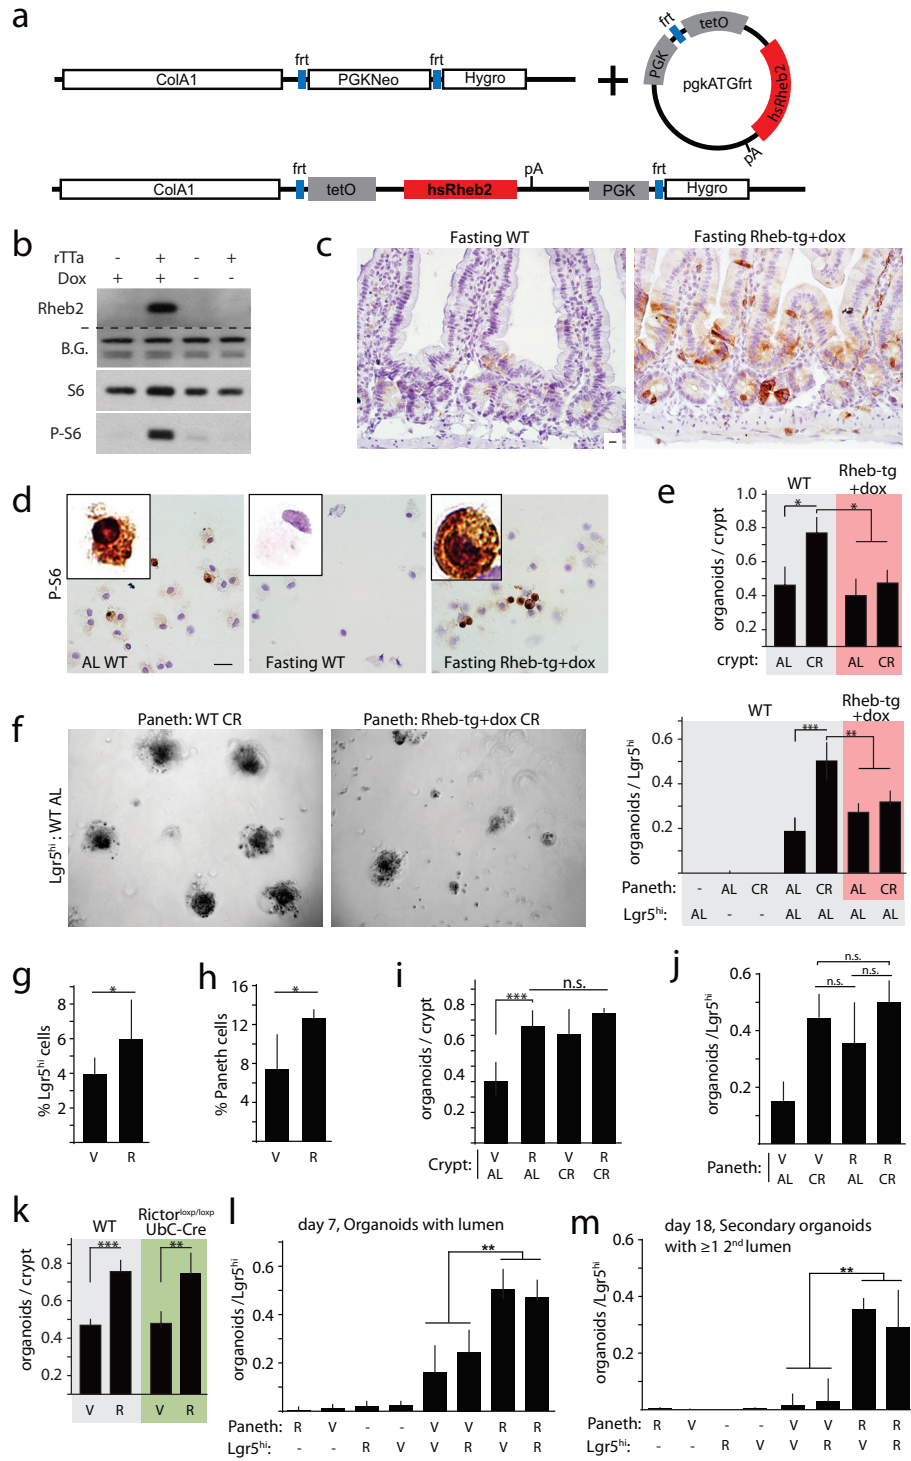 a
frt
frt
ColA1
PGKNeo
Hygro
+
frt
tetO
PGK
pgkATGfrt
hsRheb2
pA
frt
pA
frt
ColA1
tetO
hsRheb2
PGK
Hygro
b
rTTa - + - +
Dox + + - -
Rheb2
B.G.
S6
P-S6
c
Fasting WT
Fasting Rheb-tg+dox
d
P-S6
AL WT
Fasting WT
Fasting Rheb-tg+dox
e
WT
Rheb-tg
+dox
* *
organoids / crypt
1.0
0.8
0.6
0.4
0.2
crypt: AL CR AL CR
f
Paneth: WT CR
Paneth: Rheb-tg+dox CR
Lgr5hi : WT AL
WT
Rheb-tg
+dox
*** **
organoids / Lgr5hi
0.6
0.4
0.2
Paneth: - AL CR AL CR AL CR
Lgr5hi: AL - - AL AL AL AL
g
*
% Lgr5hi cells
8
6
4
2
V R
h
*
% Paneth cells
16
12
8
4
V R
i
*** n.s.
organoids / crypt
0.8
0.6
0.4
0.2
Crypt: V R V R
AL AL CR CR
j
n.s.
n.s. n.s.
organoids /Lgr5hi
0.6
0.4
0.2
Paneth: V V R R
AL CR AL CR
k
WT
Rictorloxp/loxp
UbC-Cre
*** **
organoids / crypt
0.8
0.6
0.4
0.2
V R V R
l
day 7, Organoids with lumen
**
organoids /Lgr5hi
0.6
0.4
0.2
Paneth: R V - - V V R R
Lgr5hi: - - R V V R V R
m
day 18, Secondary organoids
with ≥1 2nd lumen
**
organoids /Lgr5hi
0.6
0.4
0.2
Paneth: R V - - V V R R
Lgr5hi: - - R V V R V R